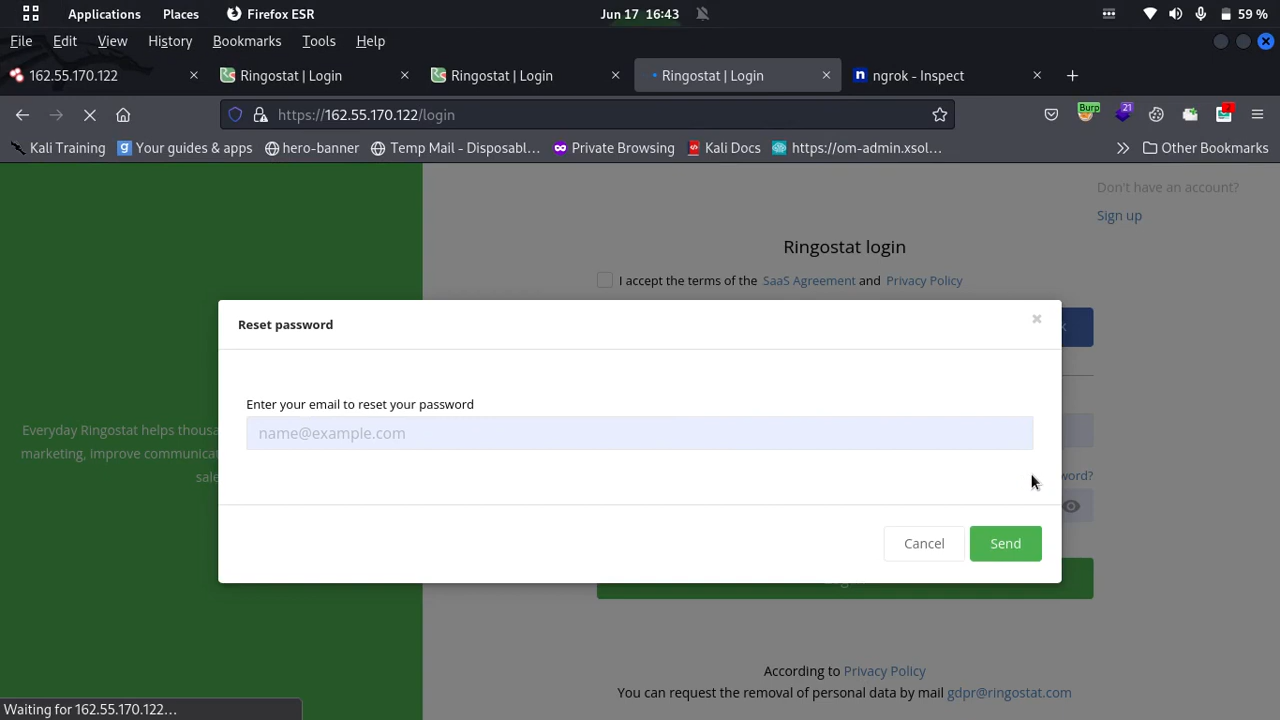 Applications Places Firefox ESR Jun 17 16:43 59 %
File Edit View History Bookmarks Tools Help
162.55.170.122 Ringostat | Login Ringostat | Login Ringostat | Login ngrok - Inspect
https://162.55.170.122/login Burp 21 2
Kali Training Your guides & apps hero-banner Temp Mail - Disposabl... Private Browsing Kali Docs https://om-admin.xsol... Other Bookmarks
Don't have an account?
Sign up
Ringostat login
I accept the terms of the SaaS Agreement and Privacy Policy
Reset password
Enter your email to reset your password
name@example.com
Everyday Ringostat helps thousa
marketing, improve communicat
sale
word?
Cancel Send
According to Privacy Policy
You can request the removal of personal data by mail gdpr@ringostat.com
Waiting for 162.55.170.122...